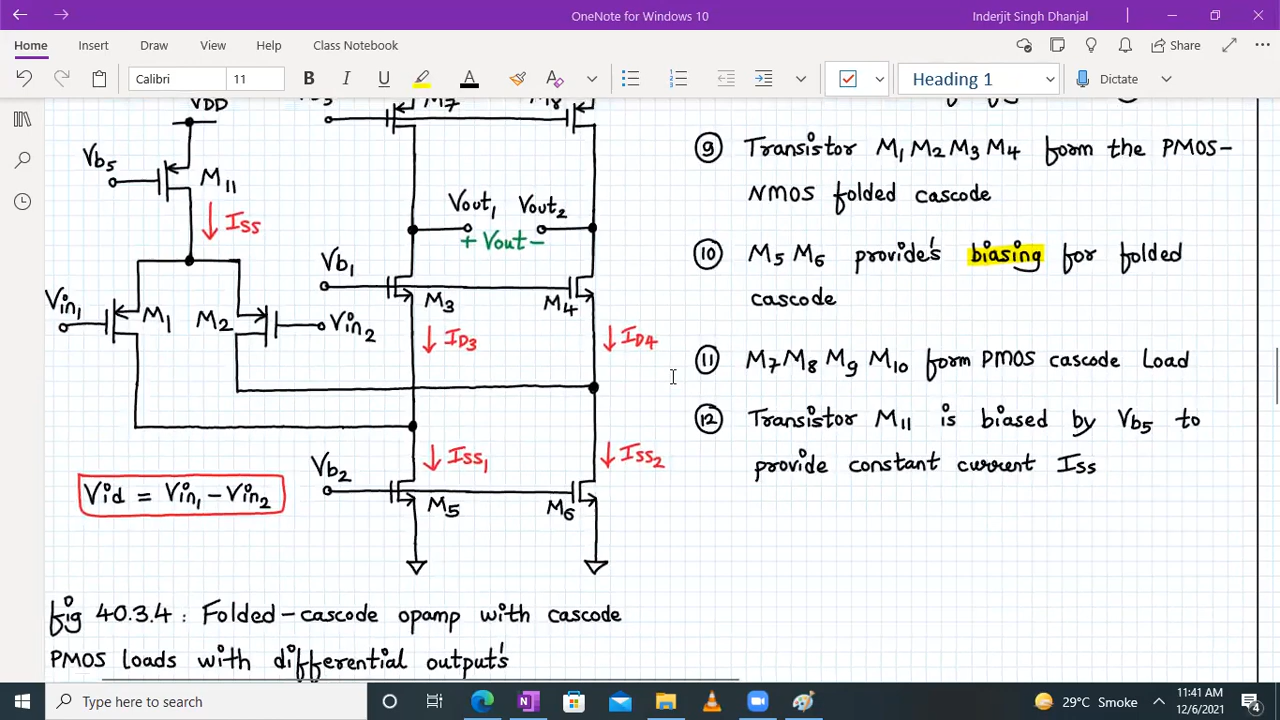 OneNote for Windows 10
Inderjit Singh Dhanjal
Home Insert Draw View Help Class Notebook
Share
Calibri 11 B I U A Heading 1 Dictate
VDD
M7 M8
Vb5
M11
ISS
Vout1 Vout2
+ Vout -
Vb1
M3 M4
Vin1 M1 M2 Vin2
ID3 ID4
Vb2
ISS1 ISS2
M5 M6
Vid = Vin1 - Vin2
fig 40.3.4 : Folded-cascode opamp with cascode
PMOS loads with differential output's
9 Transistor M1 M2 M3 M4 form the PMOS-
NMOS folded cascode
10 M5 M6 provide's biasing for folded
cascode
11 M7 M8 M9 M10 form PMOS cascode Load
12 Transistor M11 is biased by Vb5 to
provide constant current ISS
Type here to search
29°C Smoke
11:41 AM
12/6/2021
4